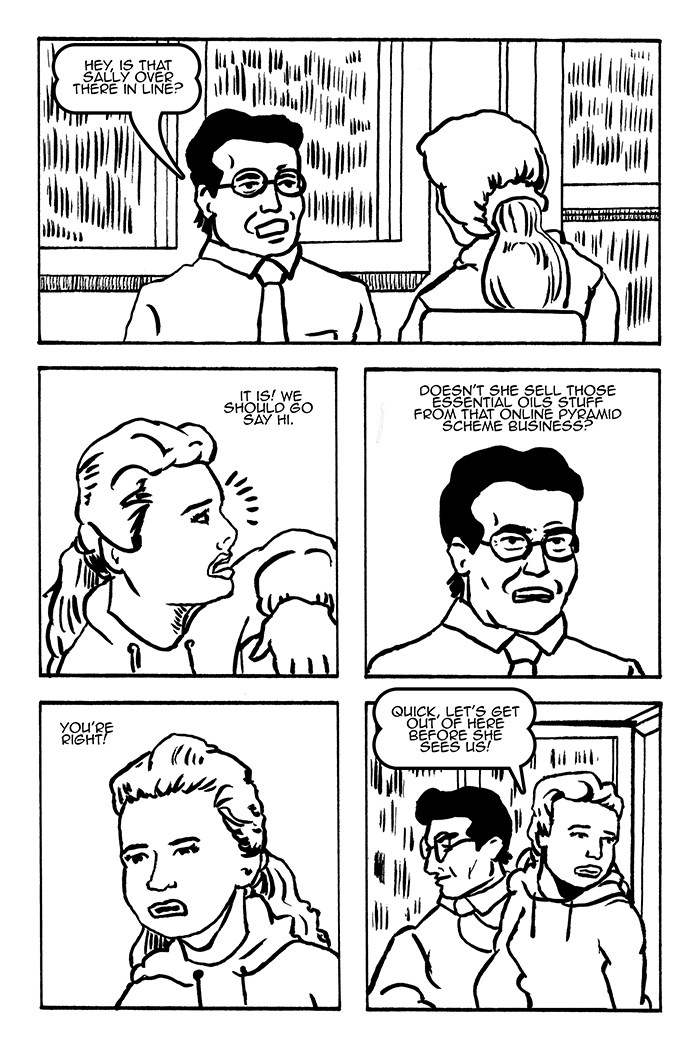 HEY, IS THAT
SALLY OVER
THERE IN LINE?
IT IS! WE
SHOULD GO
SAY HI.
DOESN'T SHE SELL THOSE
ESSENTIAL OILS STUFF
FROM THAT ONLINE PYRAMID
SCHEME BUSINESS?
YOU'RE
RIGHT!
QUICK, LET'S GET
OUT OF HERE
BEFORE SHE
SEES US!